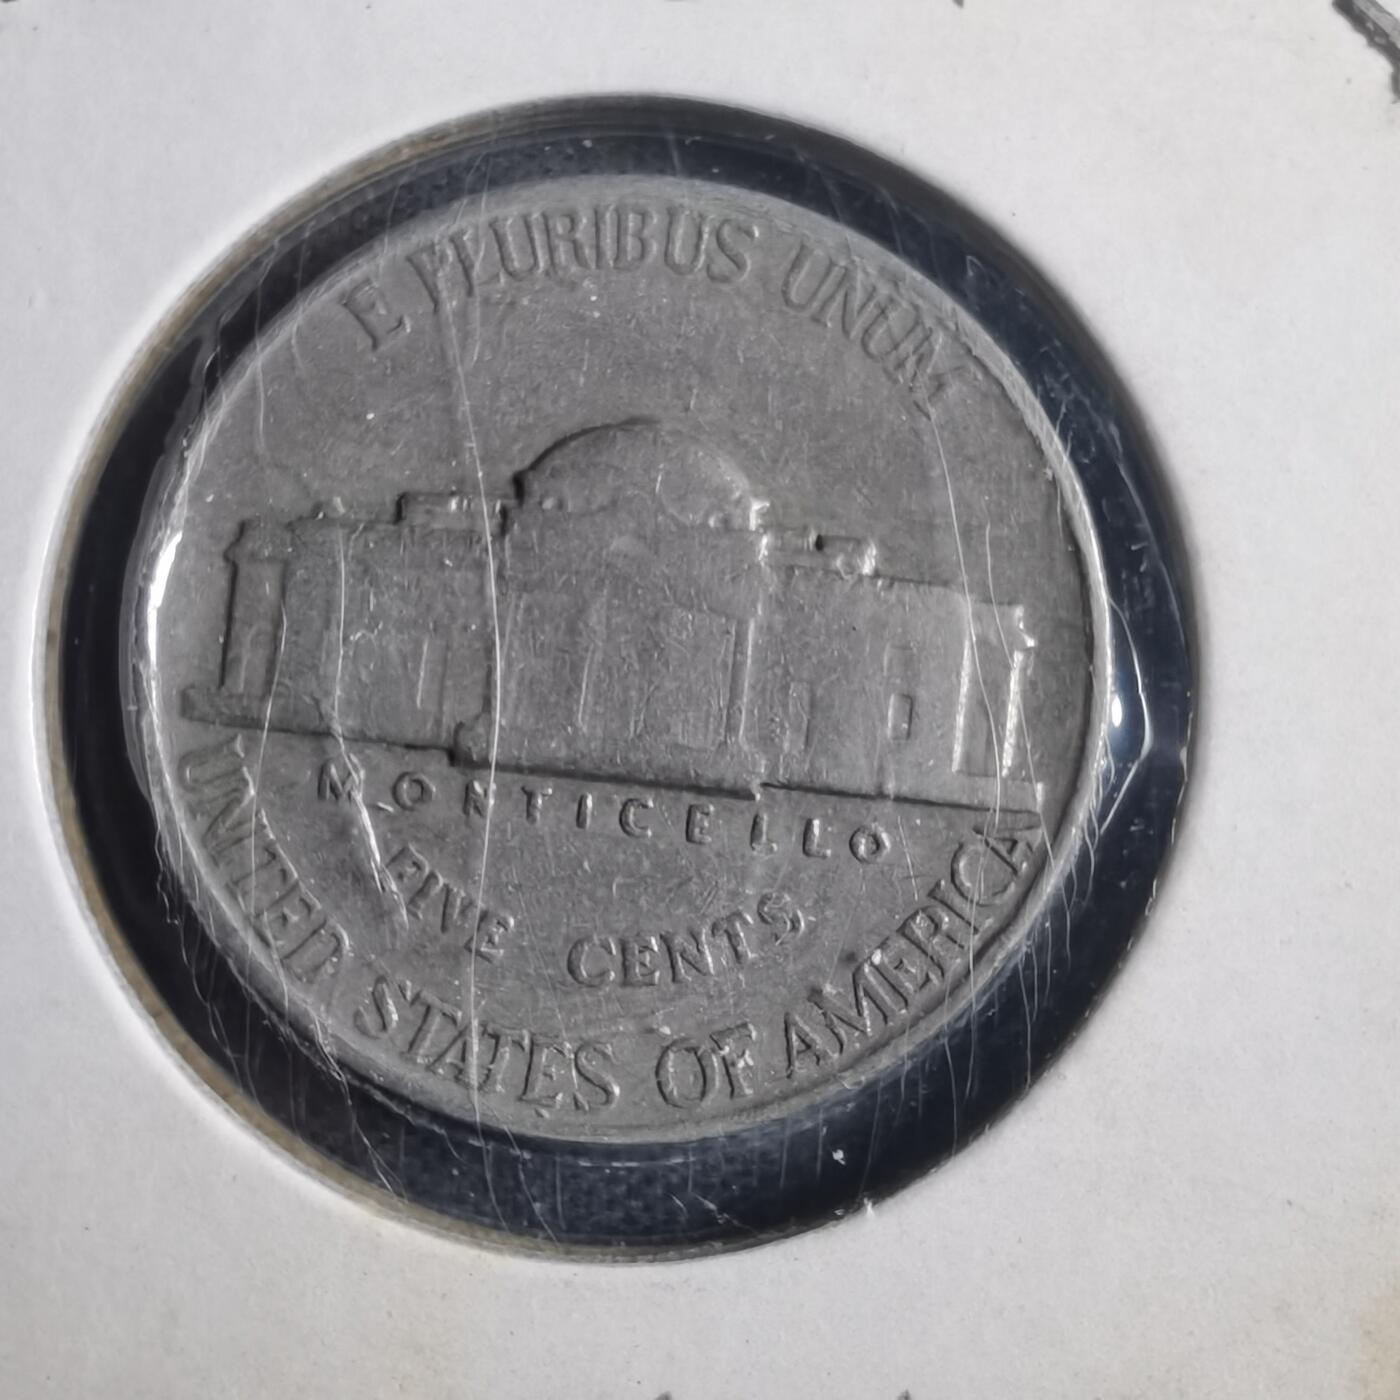 E PLURIBUS UNUM
MONTICELLO
FIVE CENTS
UNITED STATES OF AMERICA